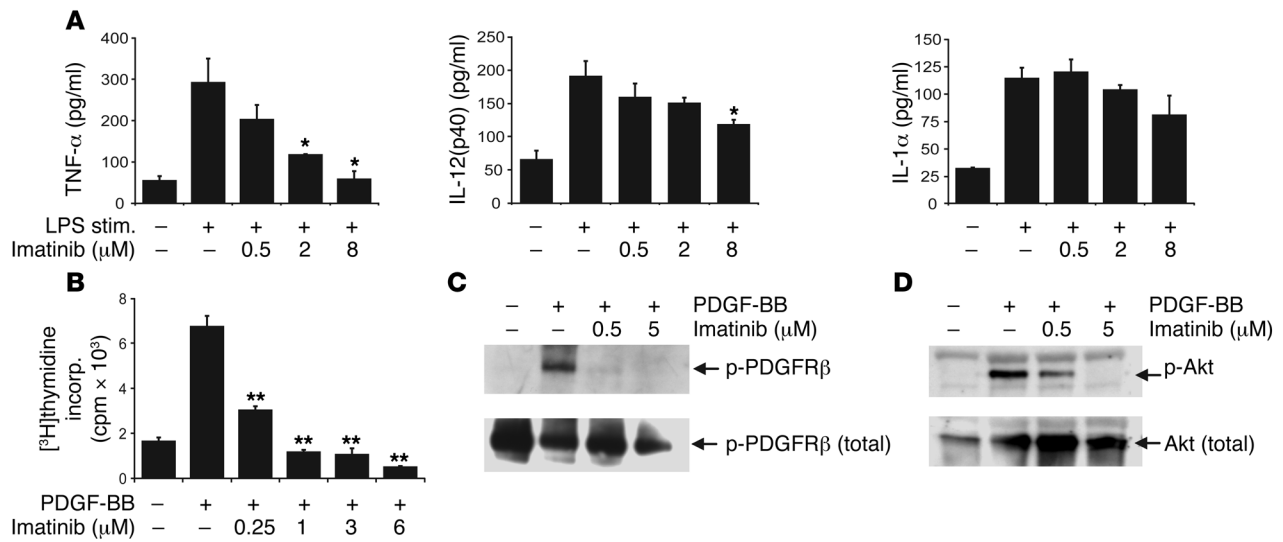 A
TNF-α (pg/ml)
400
300
200
100
0
*
*
LPS stim. – + + + +
Imatinib (μM) – – 0.5 2 8
IL-12(p40) (pg/ml)
250
200
150
100
50
0
*
– + + + +
– – 0.5 2 8
IL-1α (pg/ml)
150
125
100
75
50
25
0
– + + + +
– – 0.5 2 8
B
[³H]thymidine
incorp.
(cpm × 10³)
8
6
4
2
0
**
**
**
**
PDGF-BB – + + + + +
Imatinib (μM) – – 0.25 1 3 6
C
– + + + PDGF-BB
– – 0.5 5 Imatinib (μM)
p-PDGFRβ
p-PDGFRβ (total)
D
– + + + PDGF-BB
– – 0.5 5 Imatinib (μM)
p-Akt
Akt (total)